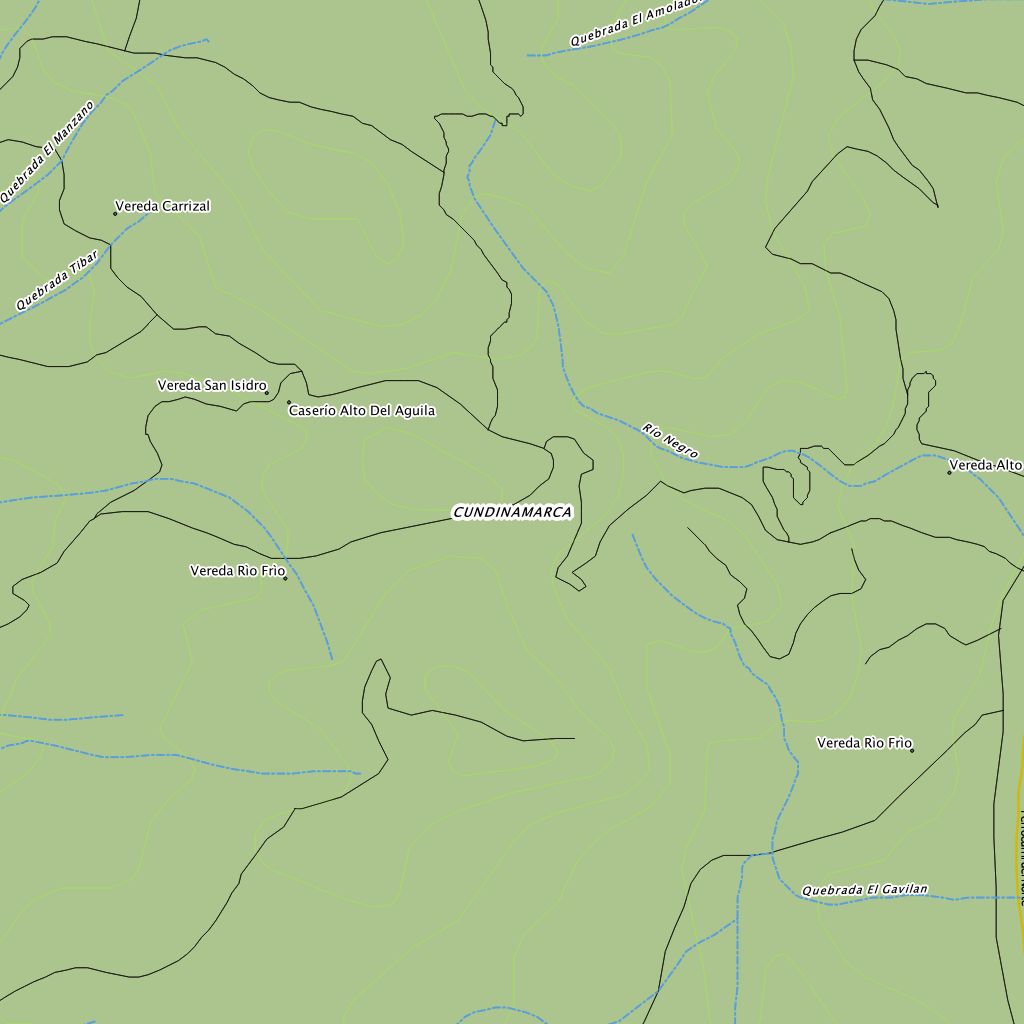 Quebrada El Amolador
Quebrada El Manzano
Vereda Carrizal
Quebrada Tibar
Vereda San Isidro
Caserío Alto Del Aguila
Río Negro
Vereda Alto
CUNDINAMARCA
Vereda Rìo Frìo
Vereda Rìo Frìo
Quebrada El Gavilan